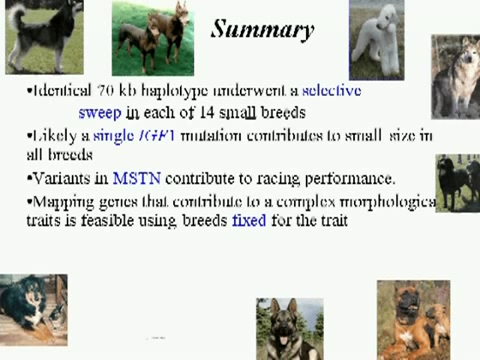 Summary
•Identical 70 kb haplotype underwent a selective
sweep in each of 14 small breeds
•Likely a single IGF1 mutation contributes to small size in
all breeds
•Variants in MSTN contribute to racing performance.
•Mapping genes that contribute to a complex morphologica
traits is feasible using breeds fixed for the trait